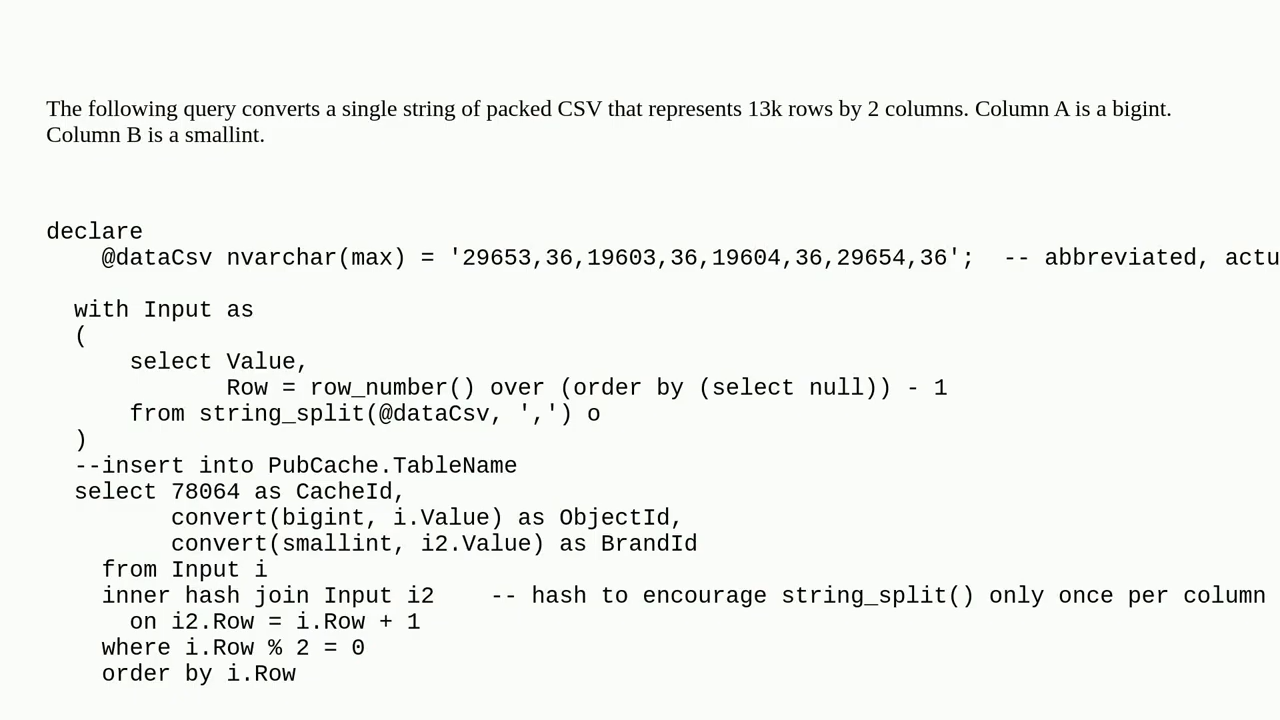 The following query converts a single string of packed CSV that represents 13k rows by 2 columns. Column A is a bigint.
Column B is a smallint.
declare
@dataCsv nvarchar(max) = '29653,36,19603,36,19604,36,29654,36';  -- abbreviated, actu
with Input as
(
select Value,
Row = row_number() over (order by (select null)) - 1
from string_split(@dataCsv, ',') o
)
--insert into PubCache.TableName
select 78064 as CacheId,
convert(bigint, i.Value) as ObjectId,
convert(smallint, i2.Value) as BrandId
from Input i
inner hash join Input i2    -- hash to encourage string_split() only once per column
on i2.Row = i.Row + 1
where i.Row % 2 = 0
order by i.Row